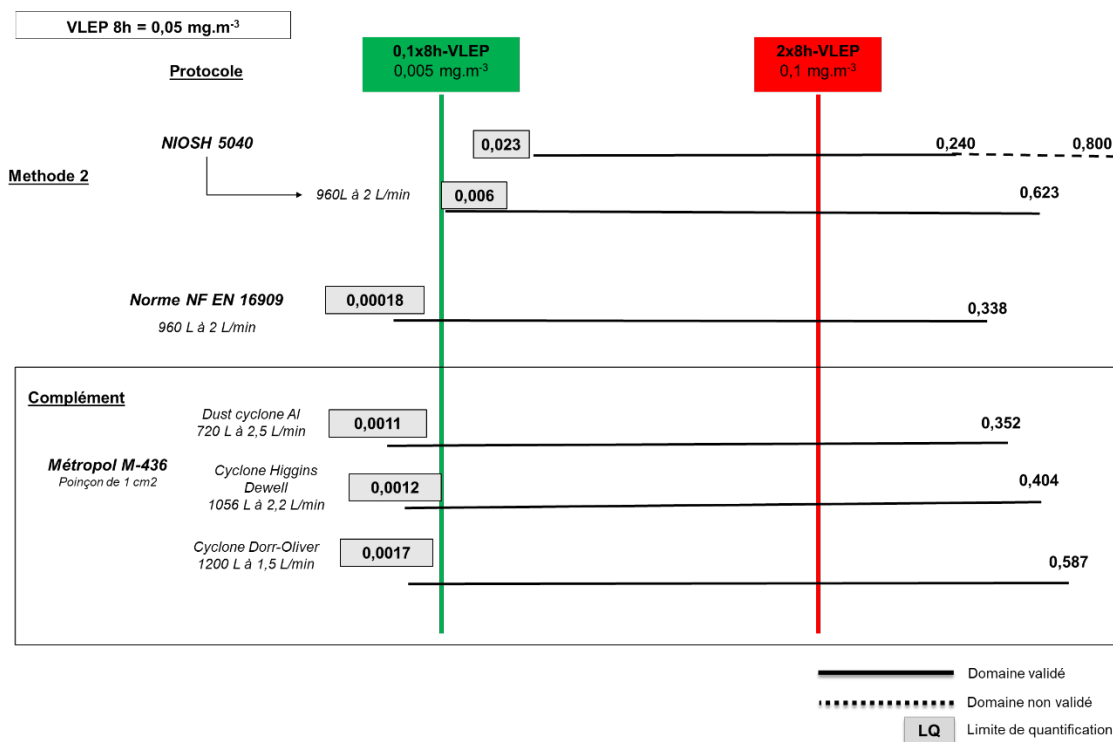 VLEP 8h = 0,05 mg.m⁻³
0,1x8h-VLEP
0,005 mg.m⁻³
2x8h-VLEP
0,1 mg.m⁻³
Protocole
NIOSH 5040
0,023
0,240
0,800
Methode 2
960L à 2 L/min
0,006
0,623
Norme NF EN 16909
960 L à 2 L/min
0,00018
0,338
Complément
Dust cyclone Al
720 L à 2,5 L/min
0,0011
0,352
Métropol M-436
Poinçon de 1 cm2
Cyclone Higgins
Dewell
1056 L à 2,2 L/min
0,0012
0,404
Cyclone Dorr-Oliver
1200 L à 1,5 L/min
0,0017
0,587
Domaine validé
Domaine non validé
LQ
Limite de quantification